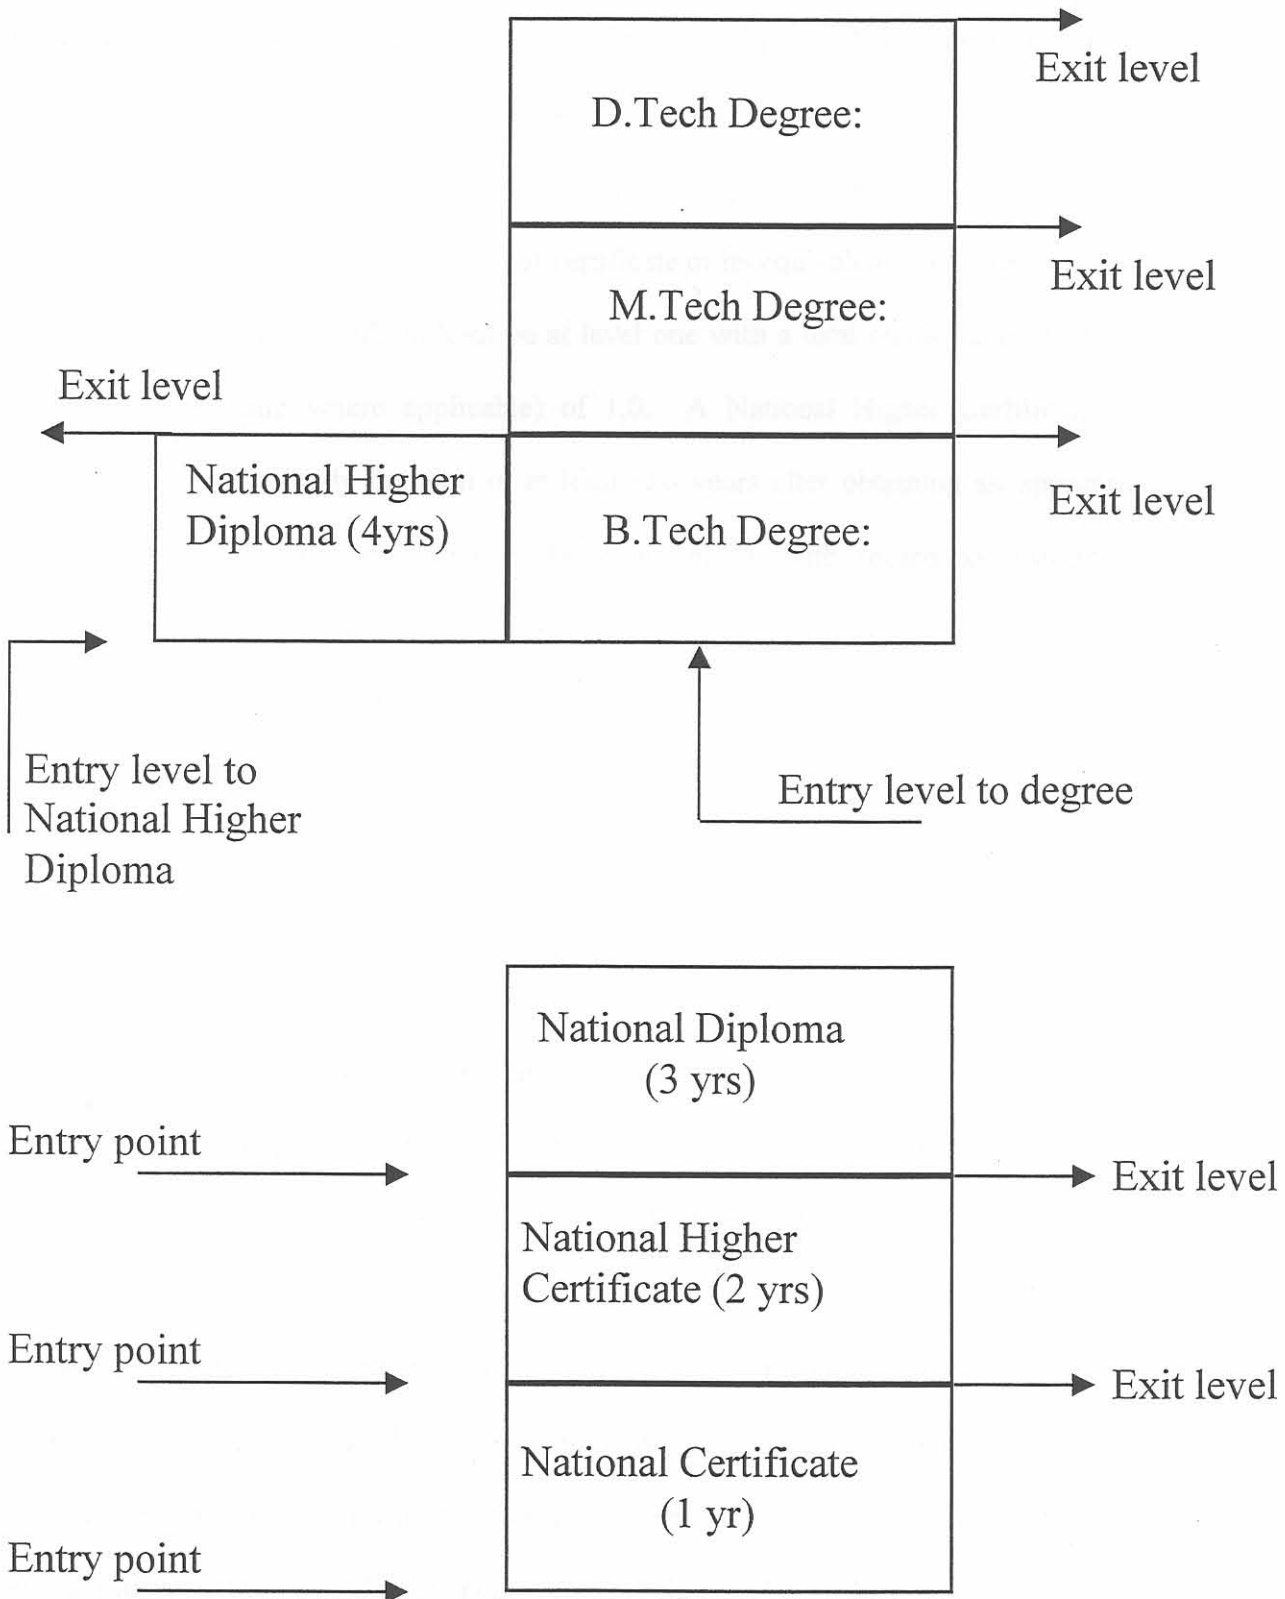 Exit level
D.Tech Degree:
Exit level
M.Tech Degree:
Exit level
National Higher
Diploma (4yrs)
B.Tech Degree:
Exit level
Entry level to
National Higher
Diploma
Entry level to degree
National Diploma
(3 yrs)
Entry point
Exit level
National Higher
Certificate (2 yrs)
Entry point
Exit level
National Certificate
(1 yr)
Entry point